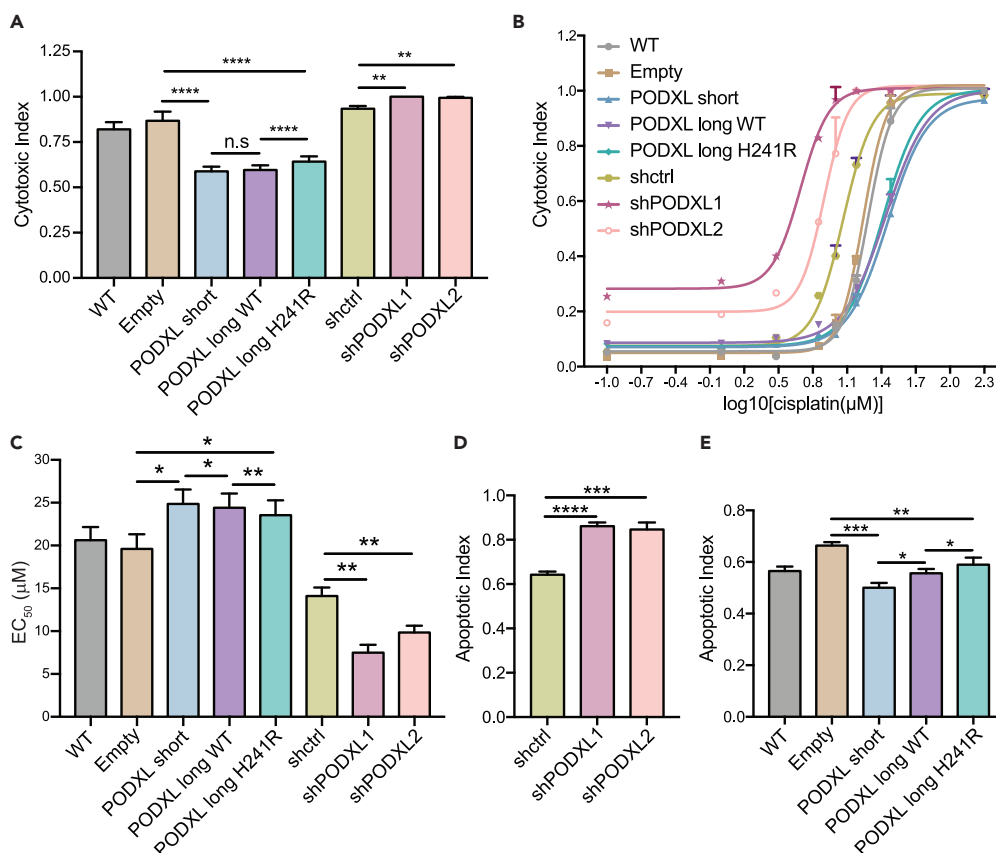 A
Cytotoxic Index
1.25
1.00
0.75
0.50
0.25
0.00
****
****
n.s
****
**
**
WT
Empty
PODXL short
PODXL long WT
PODXL long H241R
shctrl
shPODXL1
shPODXL2
B
Cytotoxic Index
1.0
0.8
0.6
0.4
0.2
0.0
WT
Empty
PODXL short
PODXL long WT
PODXL long H241R
shctrl
shPODXL1
shPODXL2
-1.0 -0.7 -0.4 -0.1 0.2 0.5 0.8 1.1 1.4 1.7 2.0 2.3
log10[cisplatin(μM)]
C
EC50 (μM)
30
25
20
15
10
5
0
*
*
*
**
**
**
WT
Empty
PODXL short
PODXL long WT
PODXL long H241R
shctrl
shPODXL1
shPODXL2
D
Apoptotic Index
1.0
0.8
0.6
0.4
0.2
0.0
***
****
shctrl
shPODXL1
shPODXL2
E
Apoptotic Index
0.8
0.6
0.4
0.2
0.0
**
***
*
*
WT
Empty
PODXL short
PODXL long WT
PODXL long H241R